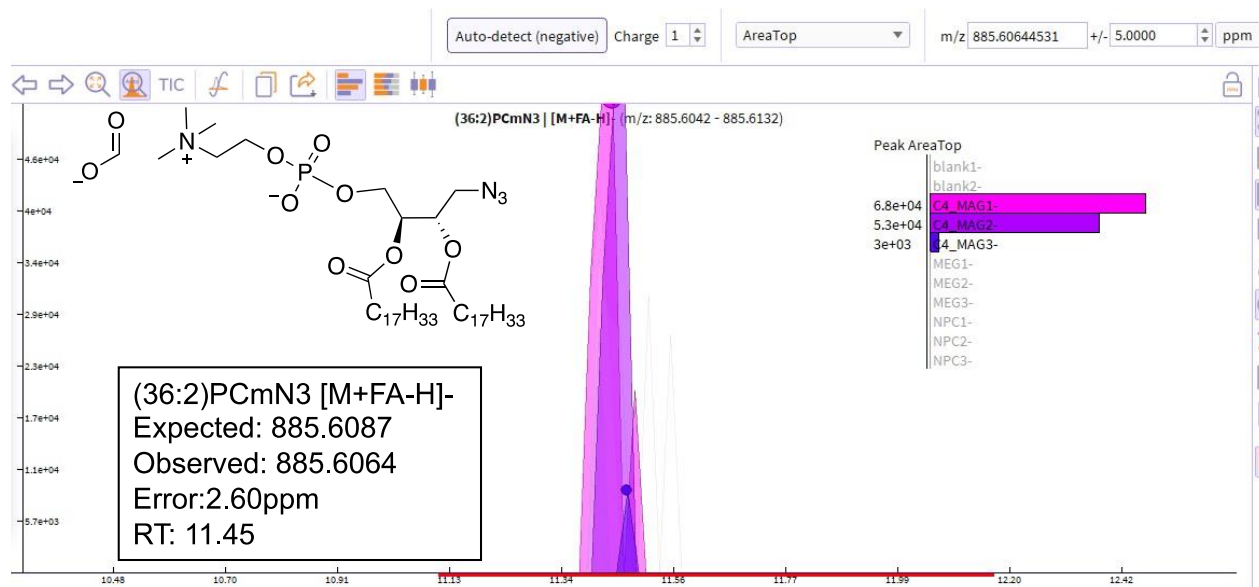 Auto-detect (negative) Charge 1 AreaTop m/z 885.60644531 +/- 5.0000 ppm
TIC
(36:2)PCmN3 | [M+FA-H]- (m/z: 885.6042 - 885.6132)
O
-O
N+
O
O
P
-O
O
N3
O
O
O
O
C17H33 C17H33
4.6e+04
4e+04
3.4e+04
2.9e+04
2.3e+04
1.7e+04
1.1e+04
5.7e+03
Peak AreaTop
blank1-
blank2-
6.8e+04 C4_MAG1-
5.3e+04 C4_MAG2-
3e+03 C4_MAG3-
MEG1-
MEG2-
MEG3-
NPC1-
NPC2-
NPC3-
(36:2)PCmN3 [M+FA-H]-
Expected: 885.6087
Observed: 885.6064
Error:2.60ppm
RT: 11.45
10.48 10.70 10.91 11.13 11.34 11.56 11.77 11.99 12.20 12.42